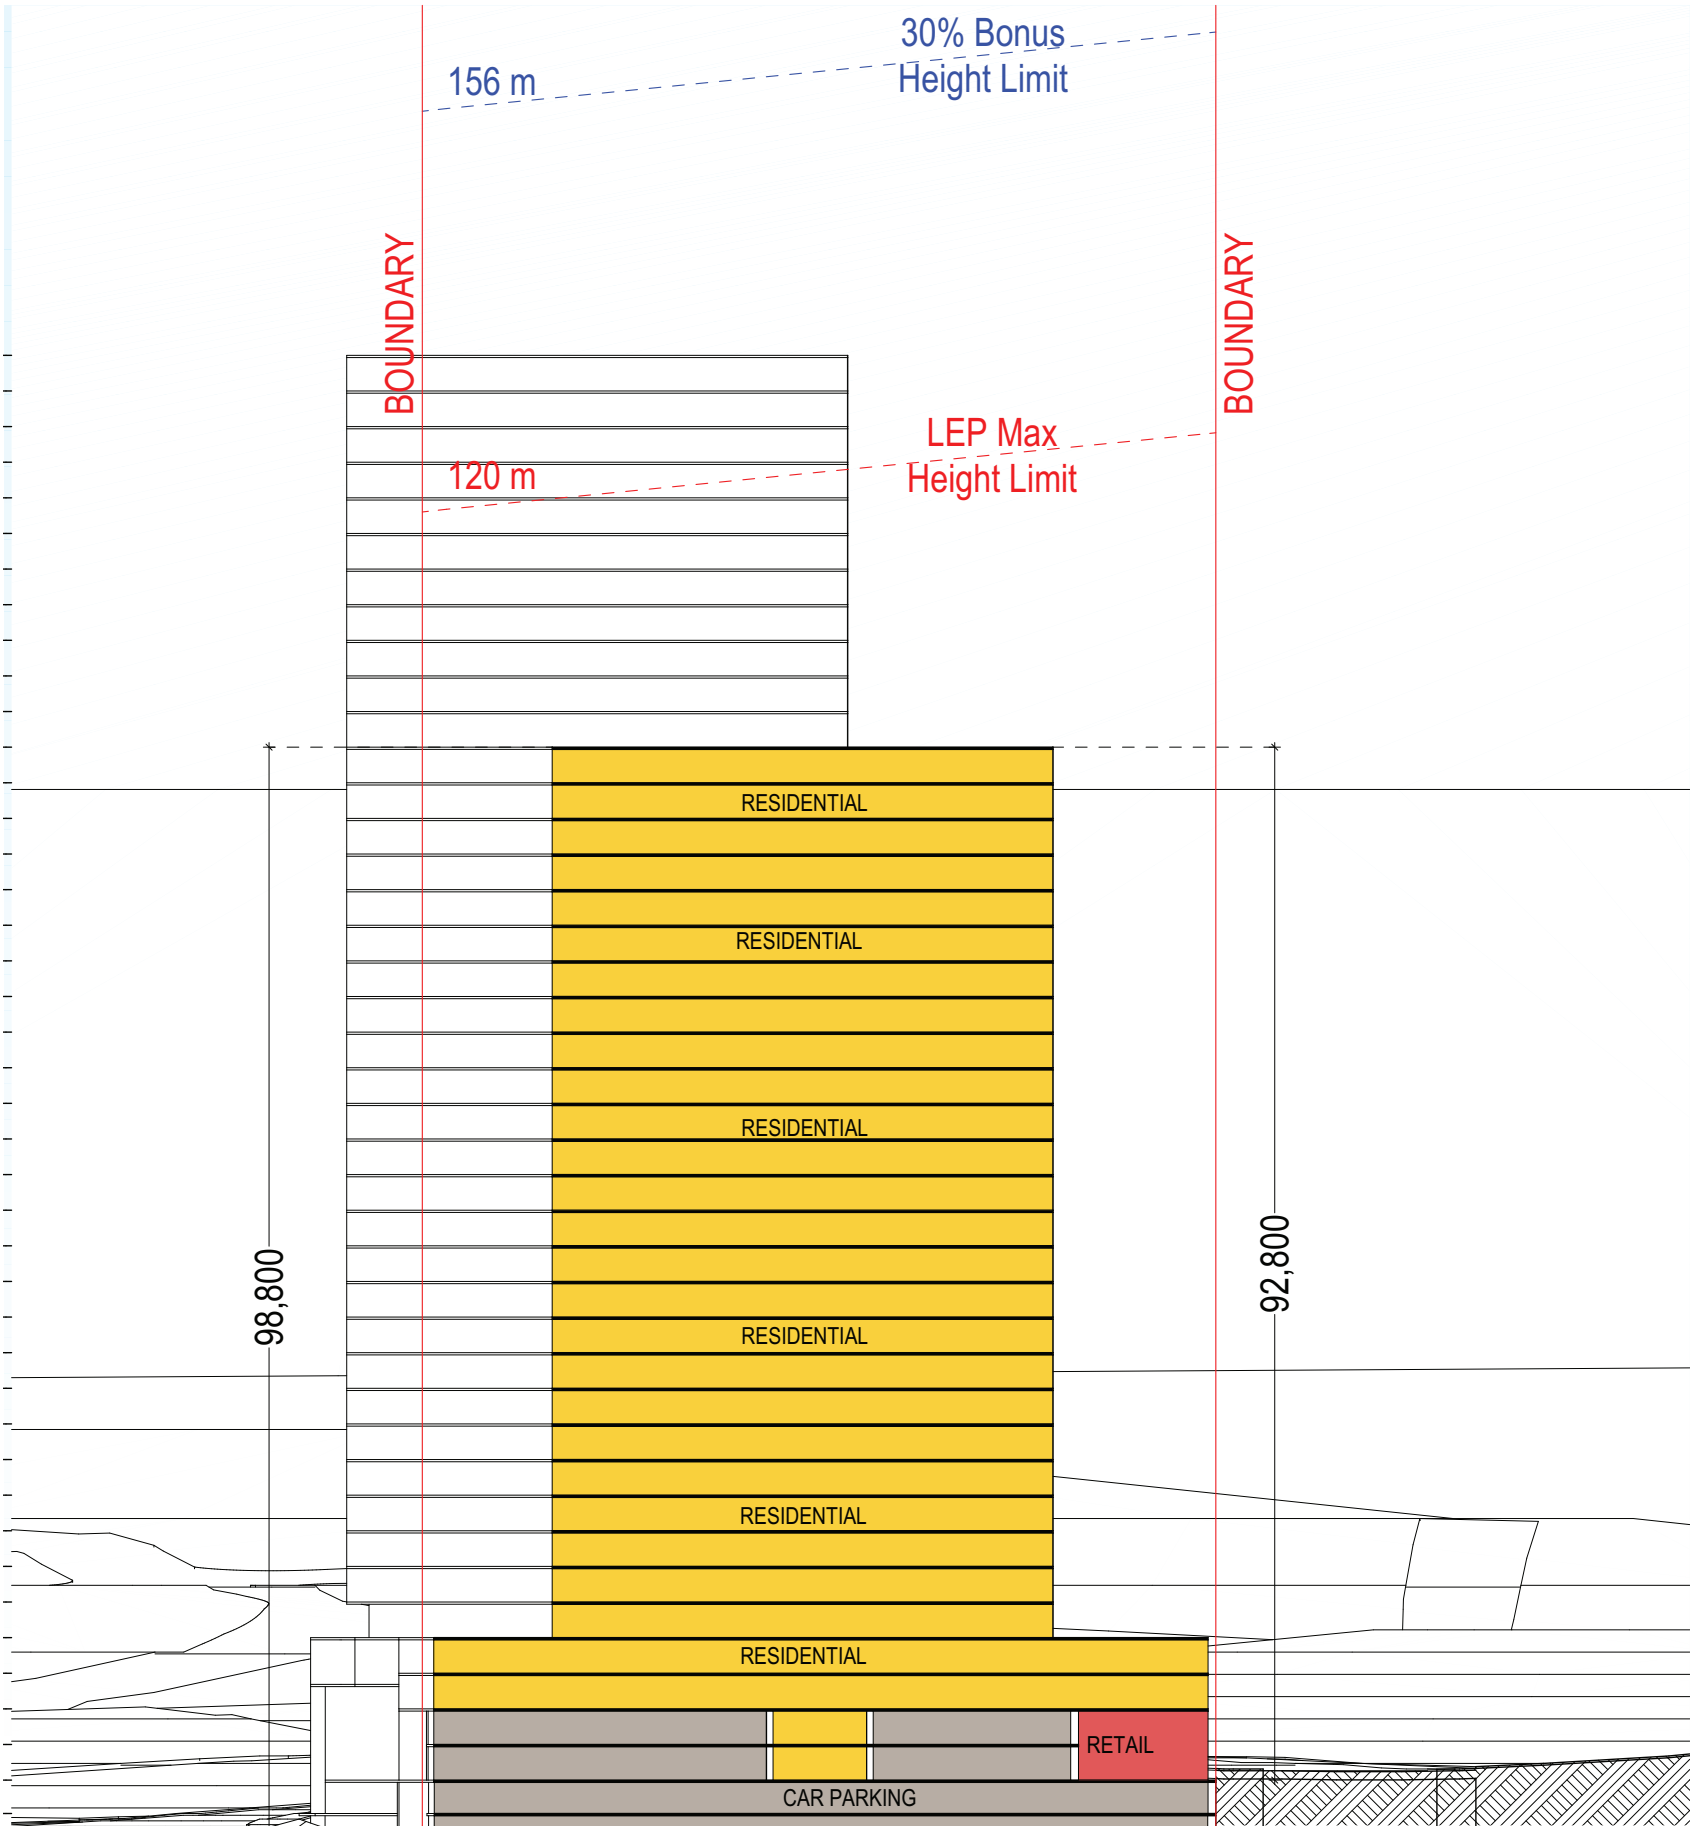 30% Bonus
Height Limit
156 m
BOUNDARY
BOUNDARY
LEP Max
Height Limit
120 m
RESIDENTIAL
RESIDENTIAL
RESIDENTIAL
98,800
92,800
RESIDENTIAL
RESIDENTIAL
RESIDENTIAL
RETAIL
CAR PARKING